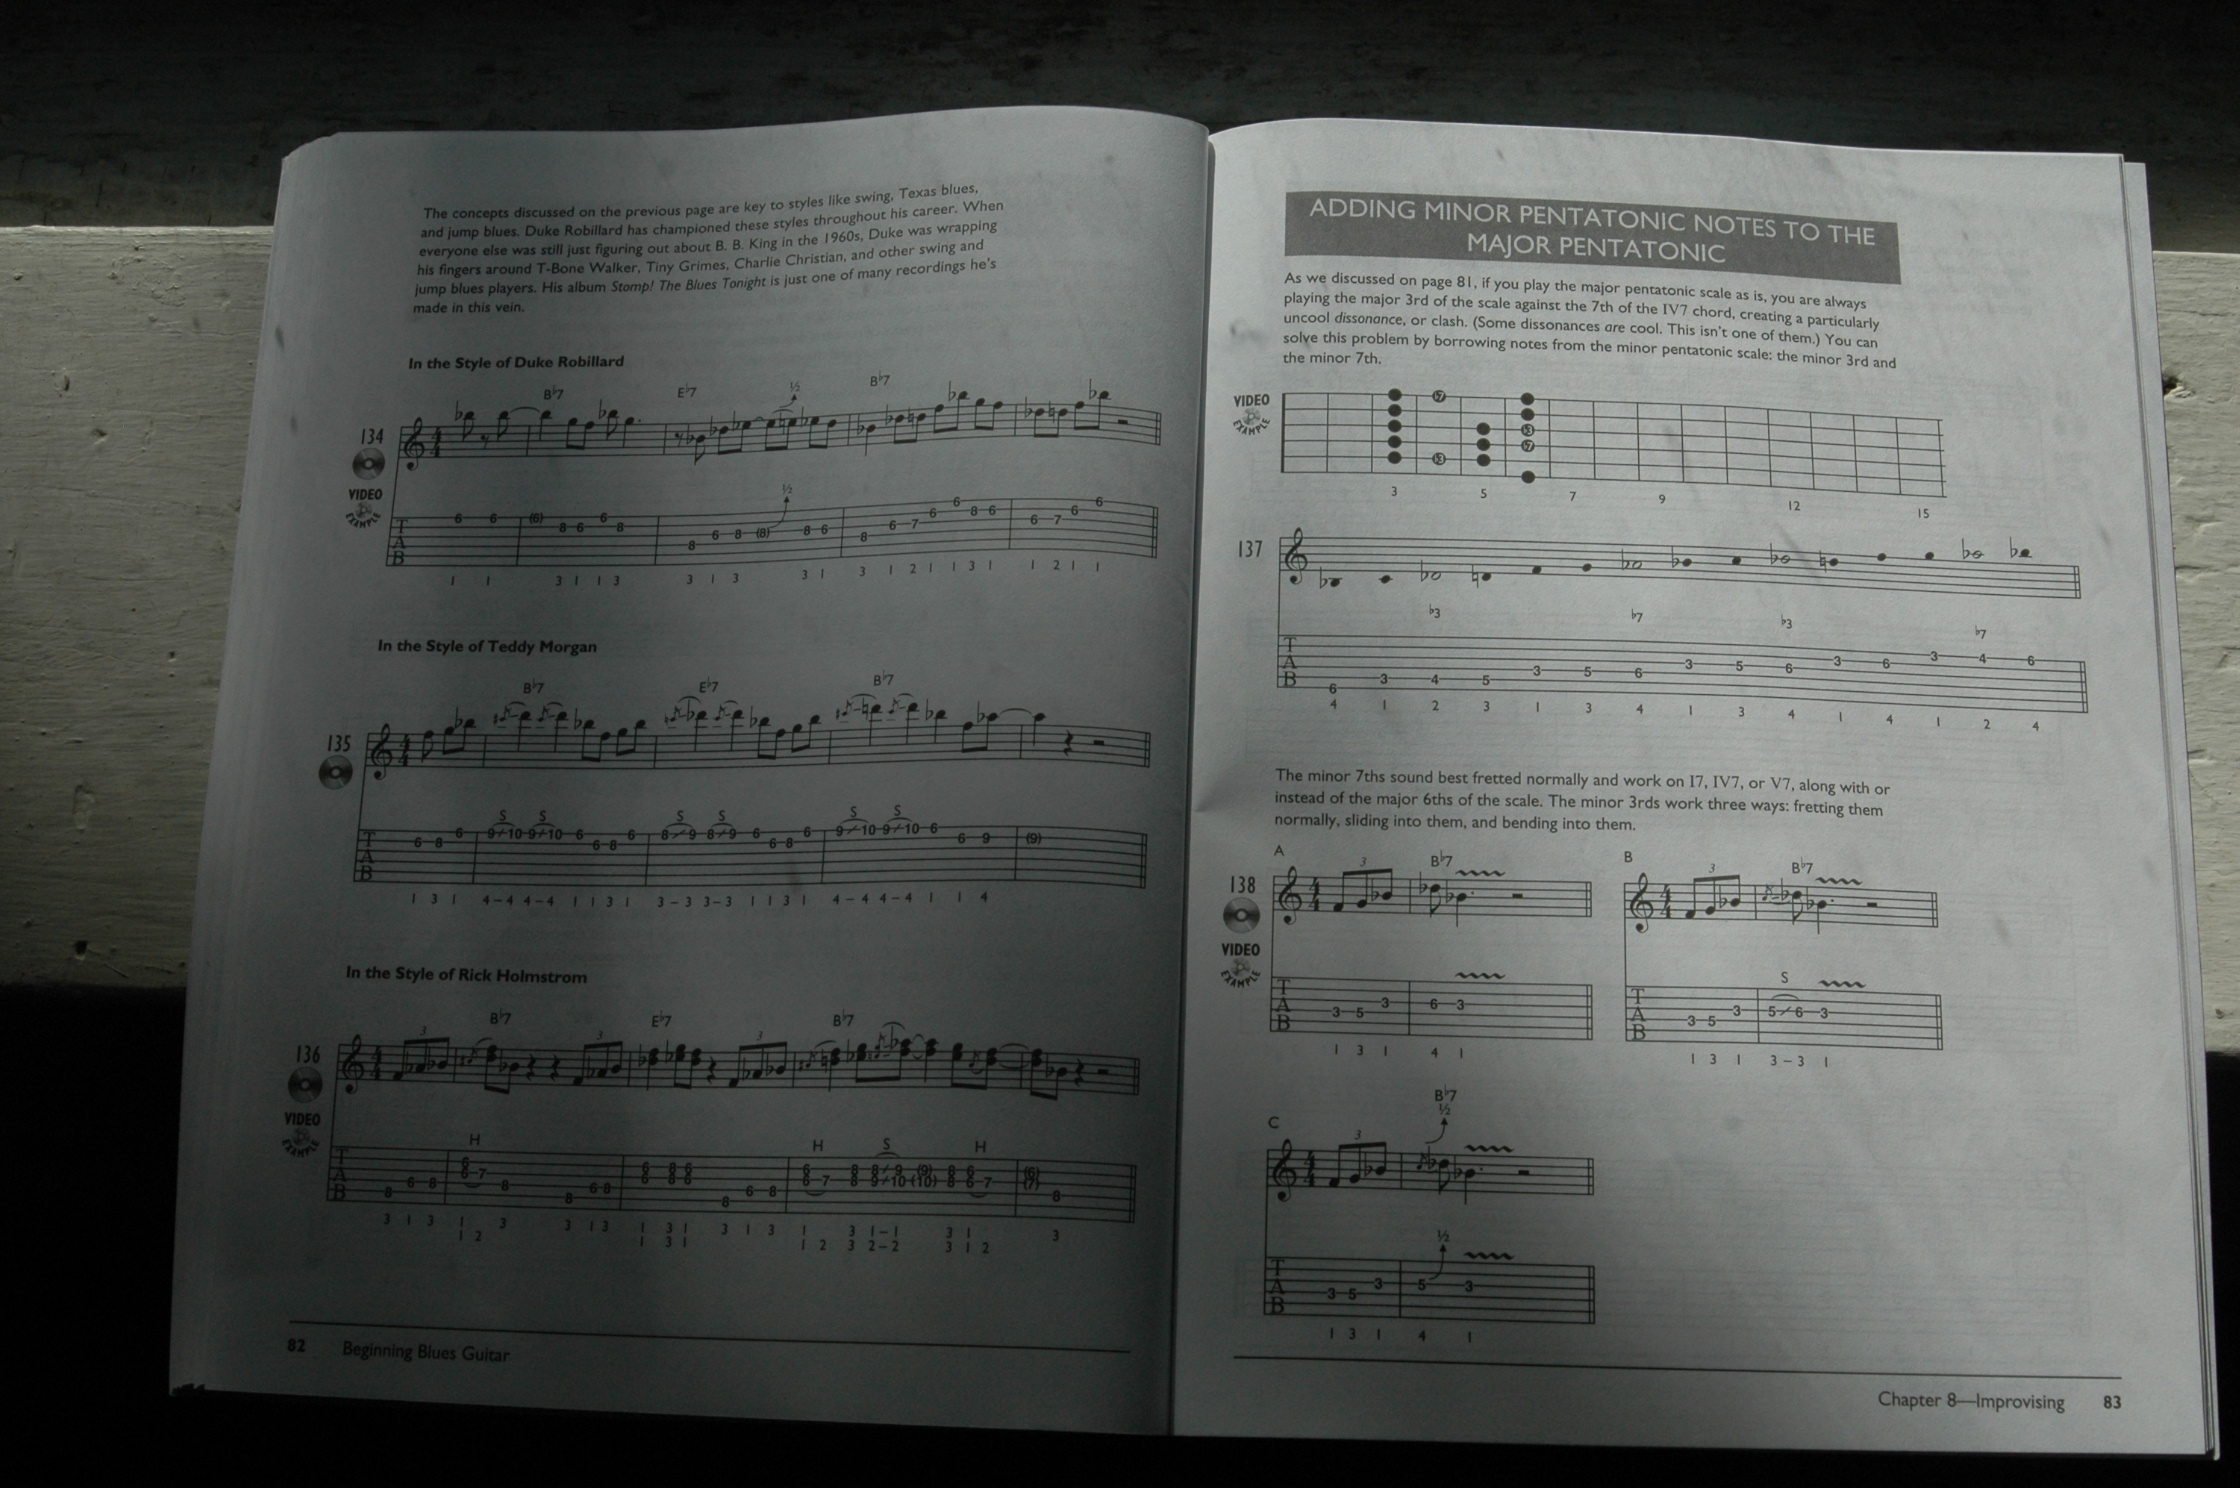 The concepts discussed on the previous page are key to styles like swing, Texas blues,
and jump blues. Duke Robillard has championed these styles throughout his career. When
everyone else was still just figuring out about B. B. King in the 1960s, Duke was wrapping
his fingers around T-Bone Walker, Tiny Grimes, Charlie Christian, and other swing and
jump blues players. His album Stomp! The Blues Tonight is just one of many recordings he's
made in this vein.
In the Style of Duke Robillard
B♭7 E♭7 ½ B♭7
134
VIDEO
EXAMPLE
½
TAB
6 6 (6) 8 6 6 8 8 6 8 (8) 8 6 8 6 7 6 6 8 6 6 7 6 6
1 1 3 1 1 3 3 1 3 3 1 3 1 2 1 1 3 1 1 2 1 1
In the Style of Teddy Morgan
B♭7 E♭7 B♭7
135
S S S S S S
TAB
6 8 6 9 10 9 10 6 6 8 6 8 9 8 9 6 6 8 6 9 10 9 10 6 6 9 (9)
1 3 1 4–4 4–4 1 1 3 1 3–3 3–3 1 1 3 1 4–4 4–4 1 1 4
In the Style of Rick Holmstrom
3 B♭7 3 E♭7 3 B♭7
136
VIDEO
EXAMPLE
H H S H
TAB
3 1 3 1 3 3 1 3 1 3 1 3 1 3 1 3 1–1 3 1 3
1 2 1 3 1 1 2 3 2–2 3 1 2
82 Beginning Blues Guitar
ADDING MINOR PENTATONIC NOTES TO THE
MAJOR PENTATONIC
As we discussed on page 81, if you play the major pentatonic scale as is, you are always
playing the major 3rd of the scale against the 7th of the IV7 chord, creating a particularly
uncool dissonance, or clash. (Some dissonances are cool. This isn't one of them.) You can
solve this problem by borrowing notes from the minor pentatonic scale: the minor 3rd and
the minor 7th.
VIDEO
EXAMPLE
3 5 7 9 12 15
137
♭3 ♭7 ♭3 ♭7
TAB
6 3 4 5 3 5 6 3 5 6 3 6 3 4 6
4 1 2 3 1 3 4 1 3 4 1 4 1 2 4
The minor 7ths sound best fretted normally and work on I7, IV7, or V7, along with or
instead of the major 6ths of the scale. The minor 3rds work three ways: fretting them
normally, sliding into them, and bending into them.
A 3 B♭7
138
VIDEO
EXAMPLE
TAB
3 5 3 6 3
1 3 1 4 1
B 3 B♭7
S
TAB
3 5 3 5 6 3
1 3 1 3–3 1
B♭7
½
C 3
½
TAB
3 5 3 5 3
1 3 1 4 1
Chapter 8—Improvising 83